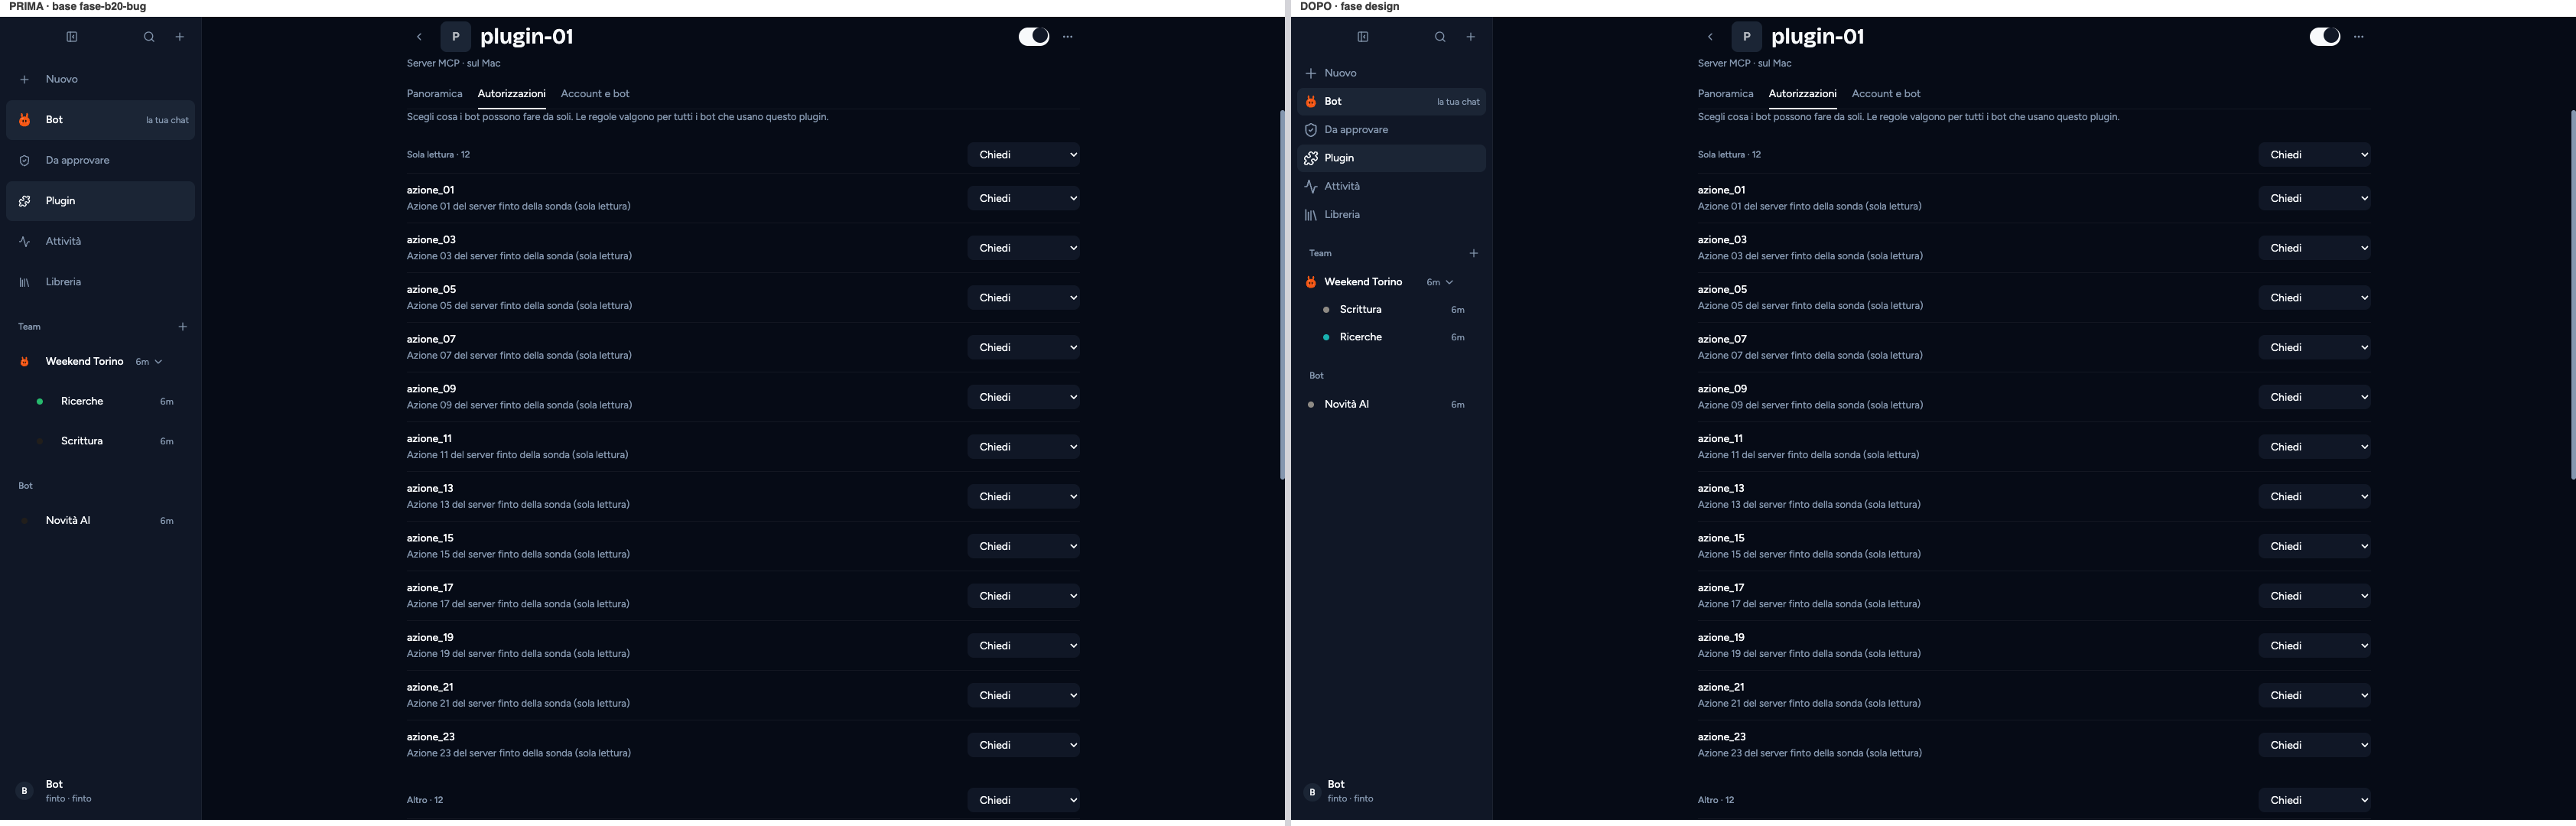 PRIMA · base fase-b20-bug
P plugin-01
Server MCP · sul Mac
Nuovo
Bot la tua chat
Da approvare
Plugin
Attività
Libreria
Team
Weekend Torino 6m
Ricerche 6m
Scrittura 6m
Bot
Novità AI 6m
B Bot
finto · finto
Panoramica Autorizzazioni Account e bot
Scegli cosa i bot possono fare da soli. Le regole valgono per tutti i bot che usano questo plugin.
Sola lettura · 12 Chiedi
azione_01 Chiedi
Azione 01 del server finto della sonda (sola lettura)
azione_03 Chiedi
Azione 03 del server finto della sonda (sola lettura)
azione_05 Chiedi
Azione 05 del server finto della sonda (sola lettura)
azione_07 Chiedi
Azione 07 del server finto della sonda (sola lettura)
azione_09 Chiedi
Azione 09 del server finto della sonda (sola lettura)
azione_11 Chiedi
Azione 11 del server finto della sonda (sola lettura)
azione_13 Chiedi
Azione 13 del server finto della sonda (sola lettura)
azione_15 Chiedi
Azione 15 del server finto della sonda (sola lettura)
azione_17 Chiedi
Azione 17 del server finto della sonda (sola lettura)
azione_19 Chiedi
Azione 19 del server finto della sonda (sola lettura)
azione_21 Chiedi
Azione 21 del server finto della sonda (sola lettura)
azione_23 Chiedi
Azione 23 del server finto della sonda (sola lettura)
Altro · 12 Chiedi
DOPO · fase design
P plugin-01
Server MCP · sul Mac
Nuovo
Bot la tua chat
Da approvare
Plugin
Attività
Libreria
Team
Weekend Torino 6m
Scrittura 6m
Ricerche 6m
Bot
Novità AI 6m
B Bot
finto · finto
Panoramica Autorizzazioni Account e bot
Scegli cosa i bot possono fare da soli. Le regole valgono per tutti i bot che usano questo plugin.
Sola lettura · 12 Chiedi
azione_01 Chiedi
Azione 01 del server finto della sonda (sola lettura)
azione_03 Chiedi
Azione 03 del server finto della sonda (sola lettura)
azione_05 Chiedi
Azione 05 del server finto della sonda (sola lettura)
azione_07 Chiedi
Azione 07 del server finto della sonda (sola lettura)
azione_09 Chiedi
Azione 09 del server finto della sonda (sola lettura)
azione_11 Chiedi
Azione 11 del server finto della sonda (sola lettura)
azione_13 Chiedi
Azione 13 del server finto della sonda (sola lettura)
azione_15 Chiedi
Azione 15 del server finto della sonda (sola lettura)
azione_17 Chiedi
Azione 17 del server finto della sonda (sola lettura)
azione_19 Chiedi
Azione 19 del server finto della sonda (sola lettura)
azione_21 Chiedi
Azione 21 del server finto della sonda (sola lettura)
azione_23 Chiedi
Azione 23 del server finto della sonda (sola lettura)
Altro · 12 Chiedi